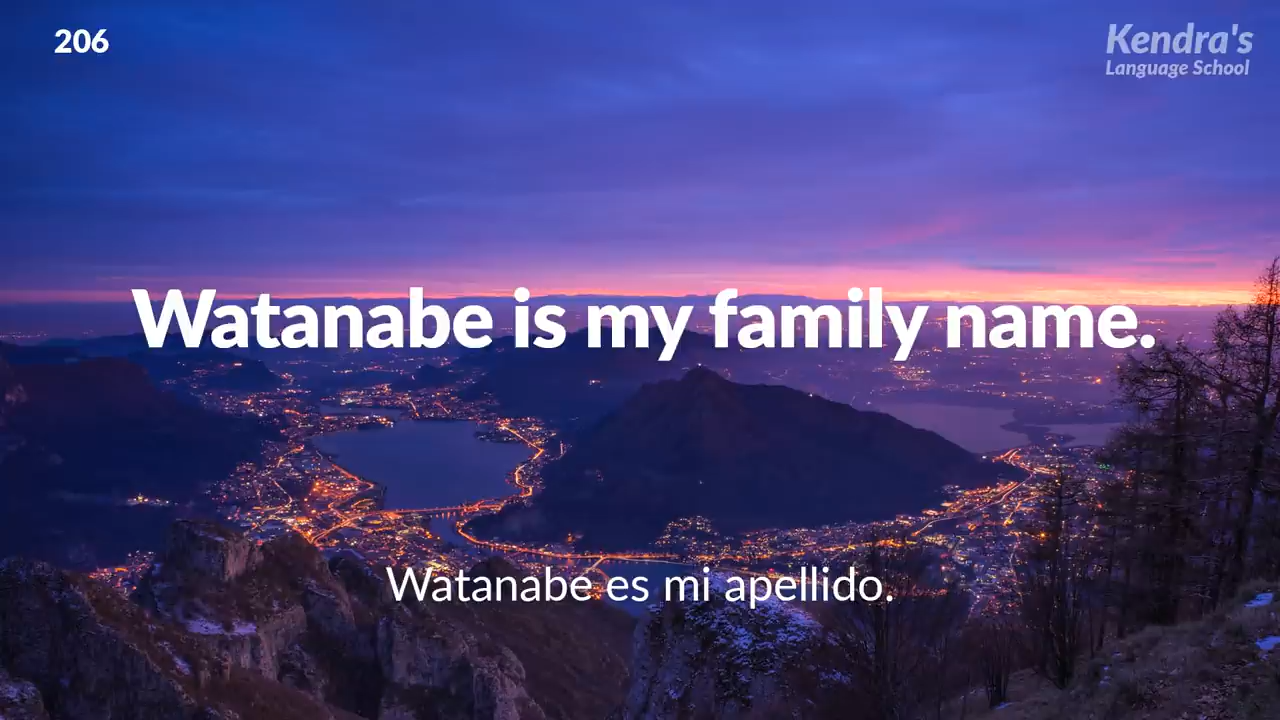 206
Kendra's
Language School
Watanabe is my family name.
Watanabe es mi apellido.